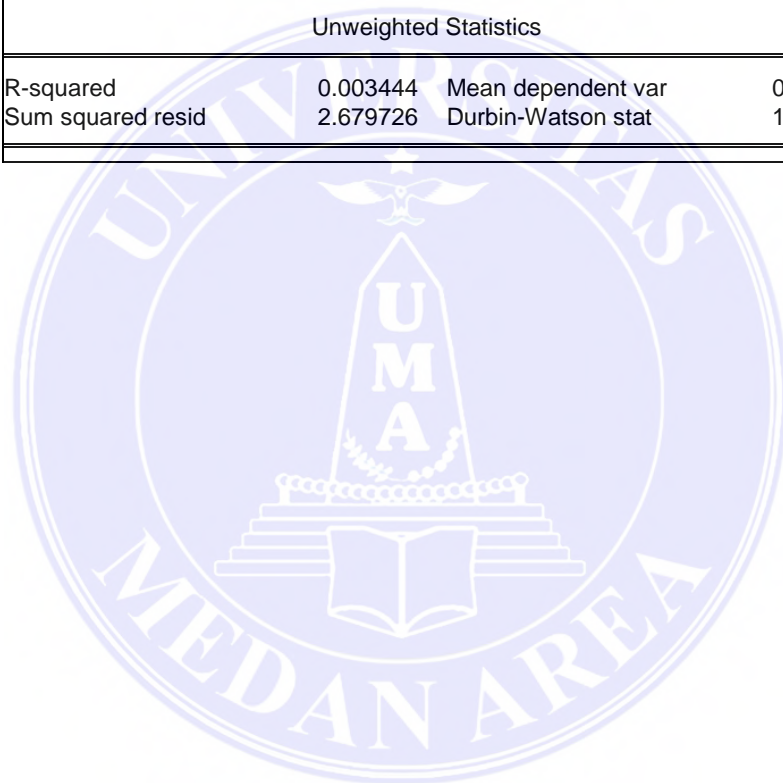 Unweighted Statistics
R-squared 0.003444 Mean dependent var 0
Sum squared resid 2.679726 Durbin-Watson stat 1
UNIVERSITAS
UMA
MEDAN AREA